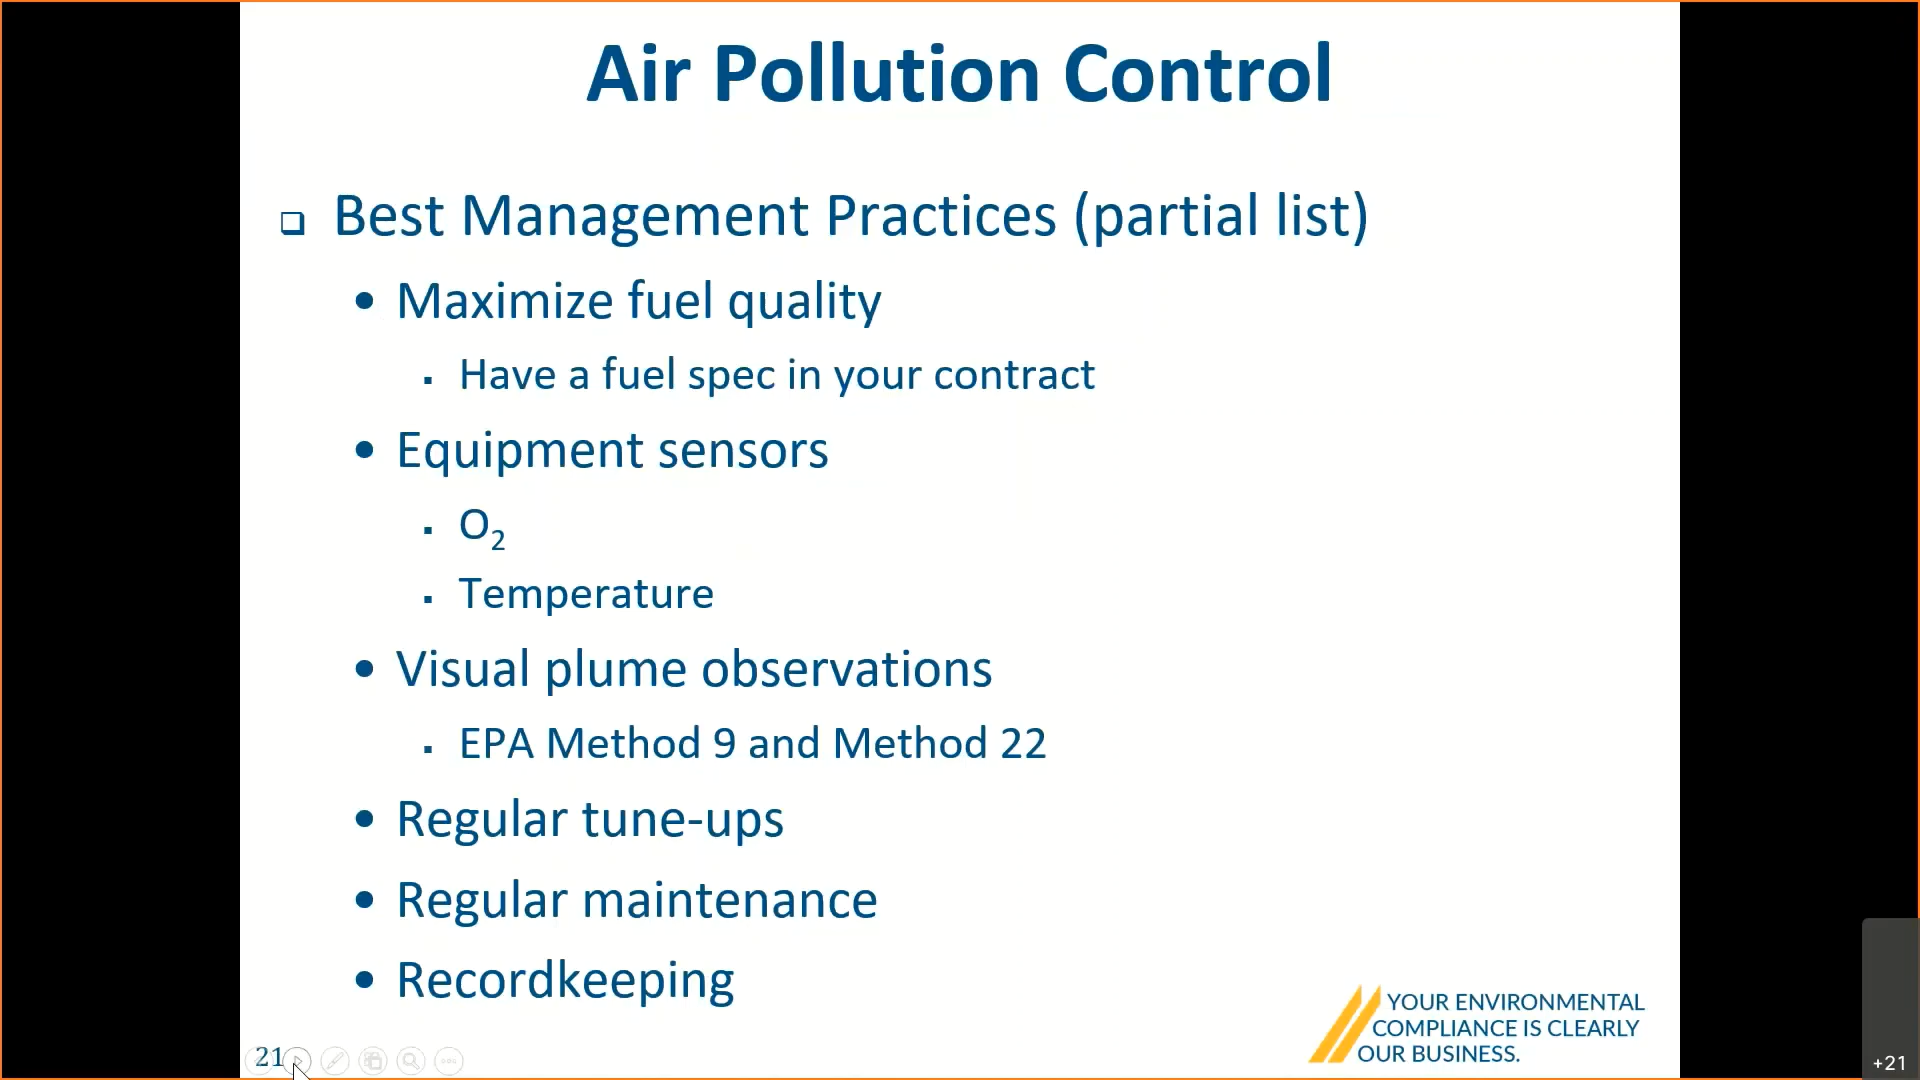 Air Pollution Control
❑ Best Management Practices (partial list)
• Maximize fuel quality
▪ Have a fuel spec in your contract
• Equipment sensors
▪ O₂
▪ Temperature
• Visual plume observations
▪ EPA Method 9 and Method 22
• Regular tune-ups
• Regular maintenance
• Recordkeeping
YOUR ENVIRONMENTAL
COMPLIANCE IS CLEARLY
OUR BUSINESS.
21
+21